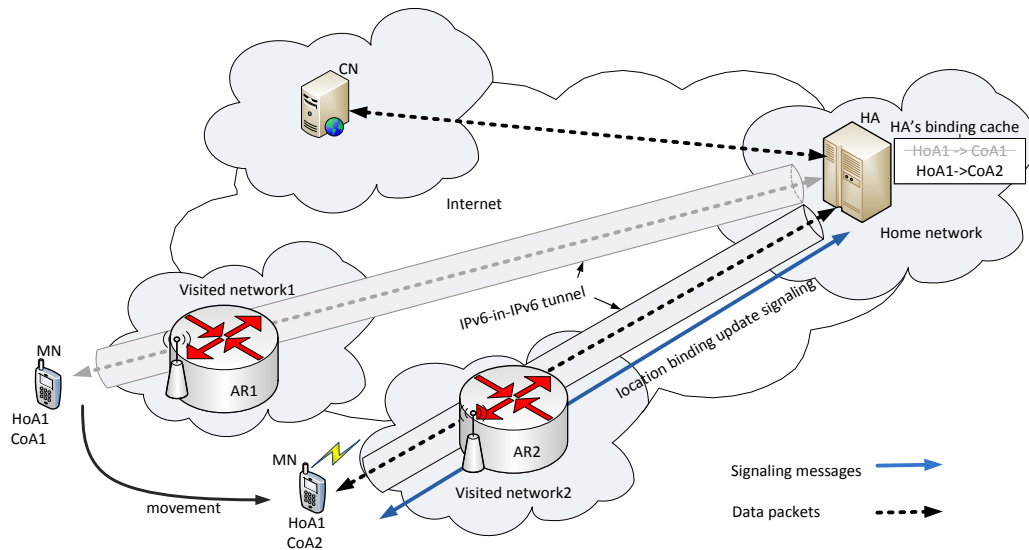 CN
HA
HA's binding cache
HoA1 -> CoA1
HoA1->CoA2
Internet
Home network
Visited network1
IPv6-in-IPv6 tunnel
location binding update signaling
MN
AR1
HoA1
CoA1
AR2
MN
Visited network2
movement
HoA1
CoA2
Signaling messages
Data packets